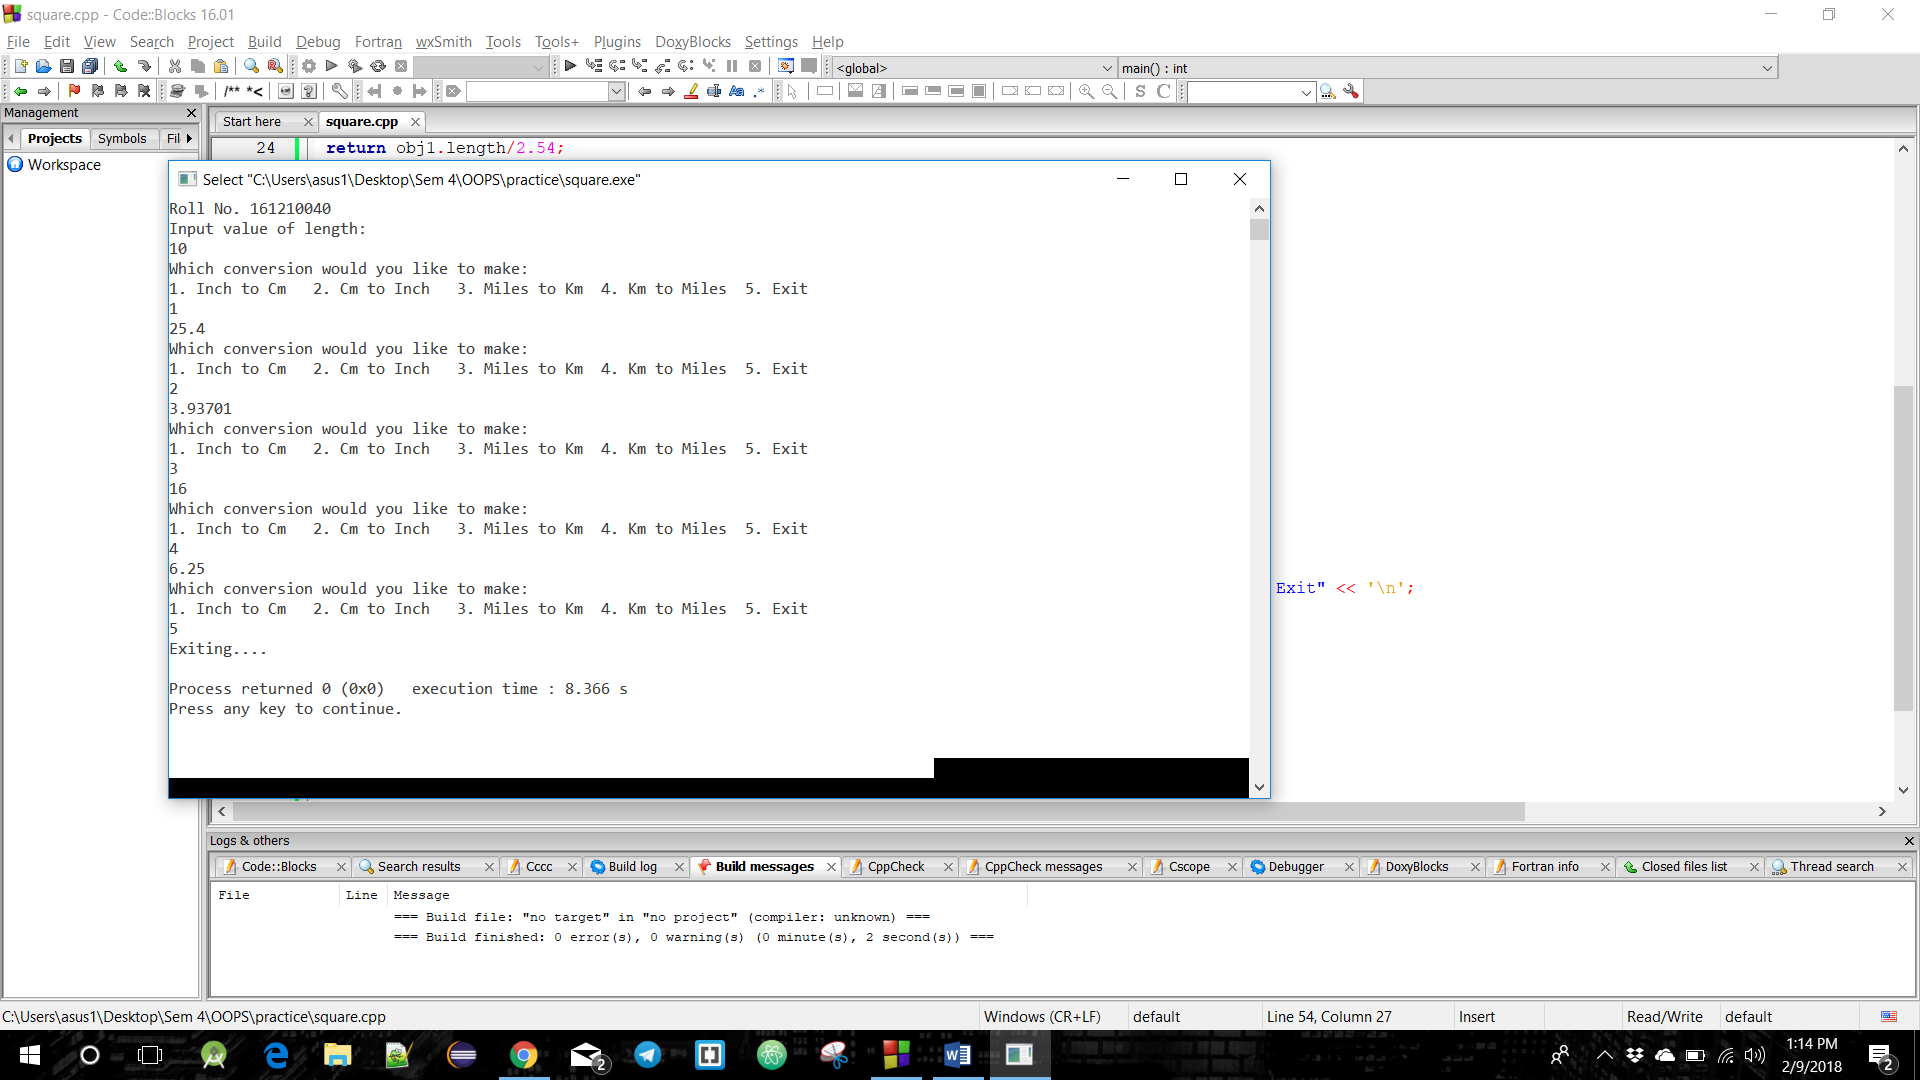 square.cpp - Code::Blocks 16.01
File Edit View Search Project Build Debug Fortran wxSmith Tools Tools+ Plugins DoxyBlocks Settings Help
<global> main() : int
/** *<
S C
Management
Start here square.cpp
Projects Symbols Fil
24 return obj1.length/2.54;
Workspace
Select "C:\Users\asus1\Desktop\Sem 4\OOPS\practice\square.exe"
Roll No. 161210040
Input value of length:
10
Which conversion would you like to make:
1. Inch to Cm   2. Cm to Inch   3. Miles to Km  4. Km to Miles  5. Exit
1
25.4
Which conversion would you like to make:
1. Inch to Cm   2. Cm to Inch   3. Miles to Km  4. Km to Miles  5. Exit
2
3.93701
Which conversion would you like to make:
1. Inch to Cm   2. Cm to Inch   3. Miles to Km  4. Km to Miles  5. Exit
3
16
Which conversion would you like to make:
1. Inch to Cm   2. Cm to Inch   3. Miles to Km  4. Km to Miles  5. Exit
4
6.25
Which conversion would you like to make:
1. Inch to Cm   2. Cm to Inch   3. Miles to Km  4. Km to Miles  5. Exit
Exit" << '\n';
5
Exiting....
Process returned 0 (0x0)   execution time : 8.366 s
Press any key to continue.
Logs & others
Code::Blocks Search results Cccc Build log Build messages CppCheck CppCheck messages Cscope Debugger DoxyBlocks Fortran info Closed files list Thread search
File Line Message
=== Build file: "no target" in "no project" (compiler: unknown) ===
=== Build finished: 0 error(s), 0 warning(s) (0 minute(s), 2 second(s)) ===
C:\Users\asus1\Desktop\Sem 4\OOPS\practice\square.cpp Windows (CR+LF) default Line 54, Column 27 Insert Read/Write default
1:14 PM
2/9/2018
2
2